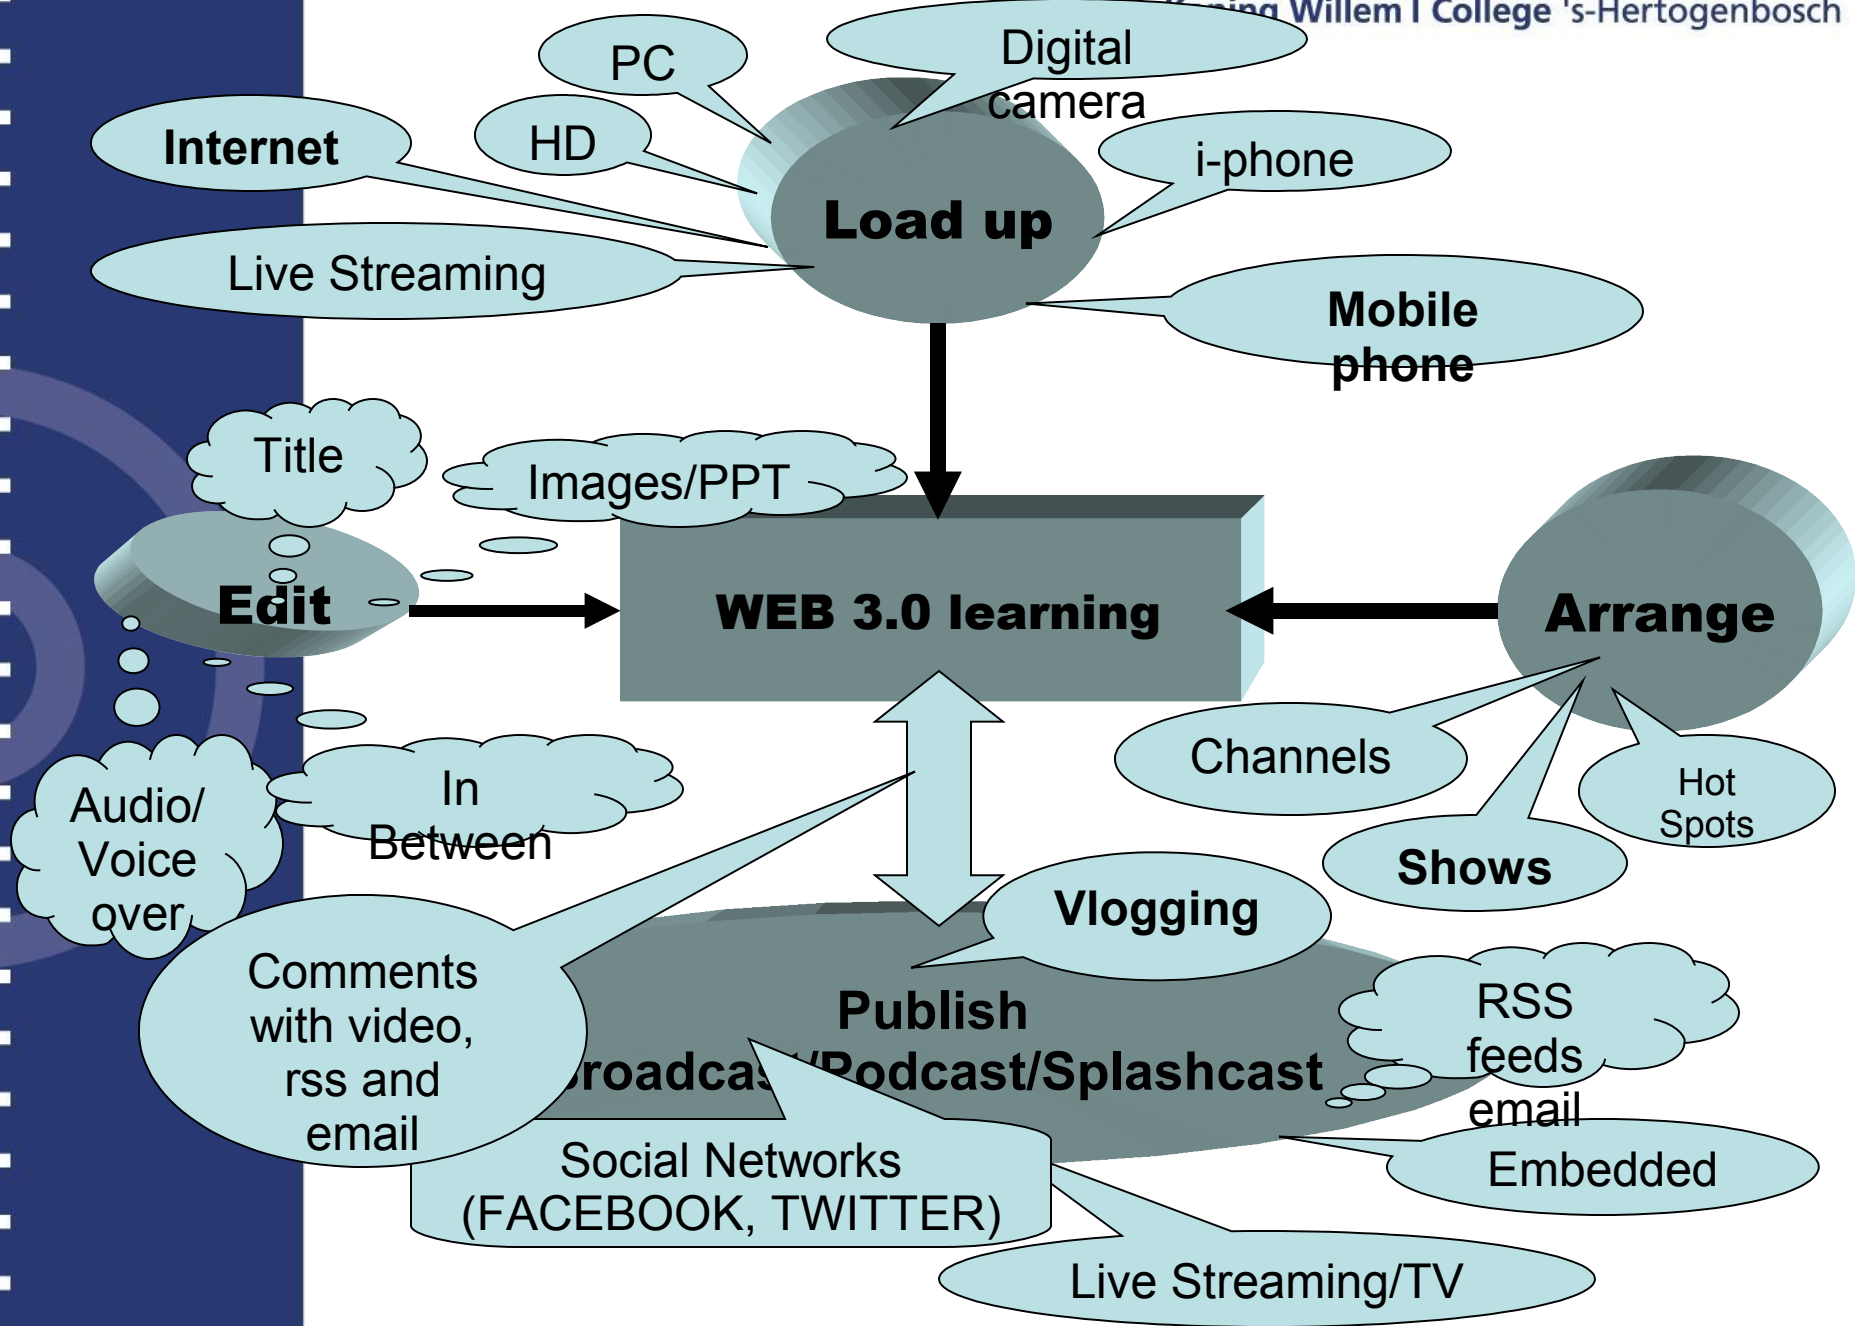 Willem I College 's-Hertogenbosch
PC
Digital
camera
Internet
HD
i-phone
Load up
Live Streaming
Mobile
phone
Title
Images/PPT
Edit
WEB 3.0 learning
Arrange
Channels
Hot
Spots
Shows
Audio/
Voice
over
In
Between
Vlogging
Comments
with video,
rss and
email
Publish
Podcast/Splashcast
RSS
feeds
email
Embedded
Social Networks
(FACEBOOK, TWITTER)
Live Streaming/TV